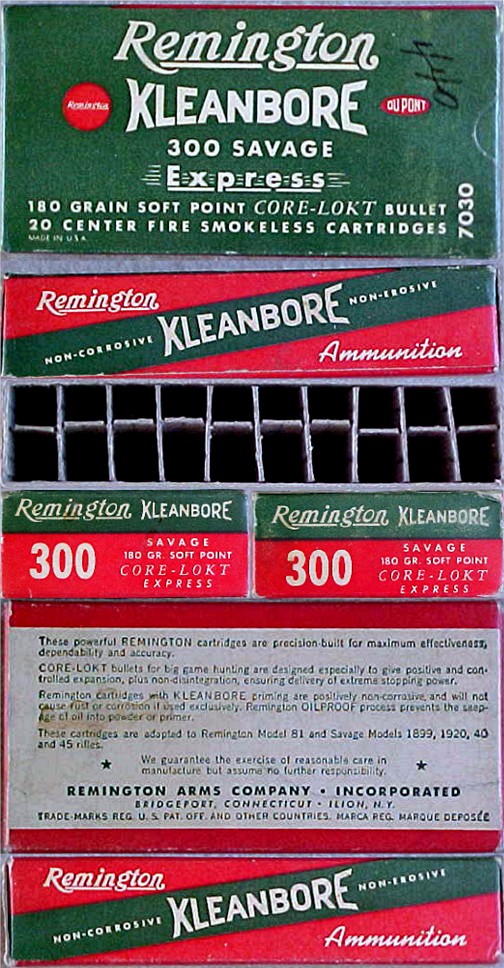 Remington
Remington
KLEANBORE
DU PONT
300 SAVAGE
Express
180 GRAIN SOFT POINT CORE-LOKT BULLET
20 CENTER FIRE SMOKELESS CARTRIDGES
MADE IN U.S.A.
7030
Remington
NON-CORROSIVE KLEANBORE NON-EROSIVE
Ammunition
Remington KLEANBORE
300
SAVAGE
180 GR. SOFT POINT
CORE-LOKT
EXPRESS
Remington KLEANBORE
300
SAVAGE
180 GR. SOFT POINT
CORE-LOKT
EXPRESS
These powerful REMINGTON cartridges are precision-built for maximum effectiveness,
dependability and accuracy.
CORE-LOKT bullets for big game hunting are designed especially to give positive and con-
trolled expansion, plus non-disintegration, ensuring delivery of extreme stopping power.
Remington cartridges with KLEANBORE priming are positively non-corrosive, and will not
cause rust or corrosion if used exclusively. Remington OILPROOF process prevents the seep-
age of oil into powder or primer.
These cartridges are adapted to Remington Model 81 and Savage Models 1899, 1920, 40
and 45 rifles.
We guarantee the exercise of reasonable care in
manufacture but assume no further responsibility.
REMINGTON ARMS COMPANY • INCORPORATED
BRIDGEPORT, CONNECTICUT • ILION, N.Y.
TRADE-MARKS REG. U.S. PAT. OFF. AND OTHER COUNTRIES. MARCA REG. MARQUE DEPOSÉE
Remington
NON-CORROSIVE KLEANBORE NON-EROSIVE
Ammunition